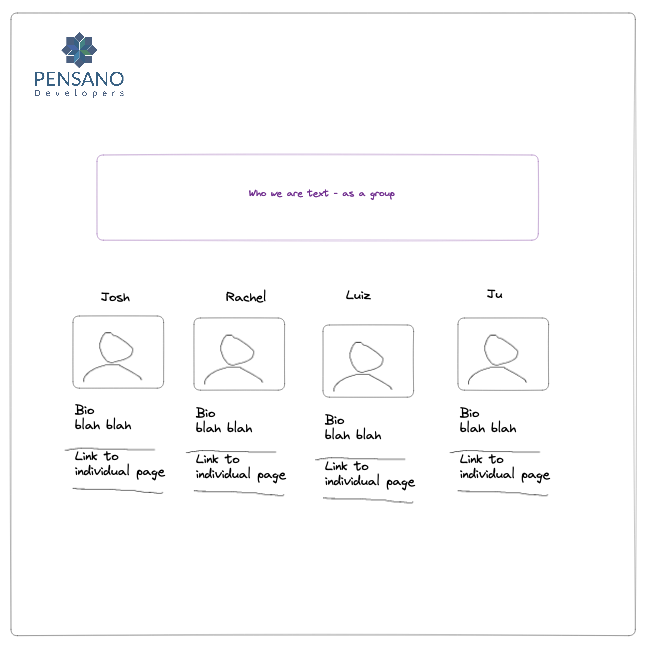 PENSANO
Developers
Who we are text - as a group
Josh
Rachel
Luiz
Ju
Bio
blah blah
Link to
individual page
Bio
blah blah
Link to
individual page
Bio
blah blah
Link to
individual page
Bio
blah blah
Link to
individual page